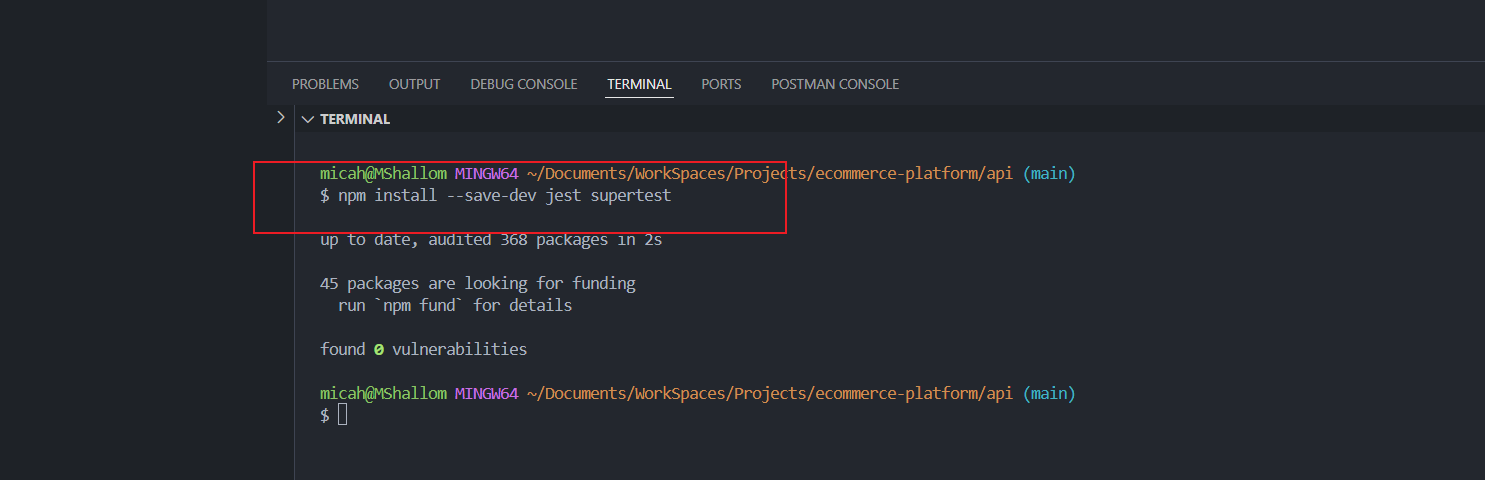 PROBLEMS OUTPUT DEBUG CONSOLE TERMINAL PORTS POSTMAN CONSOLE
TERMINAL
micah@MShallom MINGW64 ~/Documents/WorkSpaces/Projects/ecommerce-platform/api (main)
$ npm install --save-dev jest supertest
up to date, audited 368 packages in 2s
45 packages are looking for funding
  run `npm fund` for details
found 0 vulnerabilities
micah@MShallom MINGW64 ~/Documents/WorkSpaces/Projects/ecommerce-platform/api (main)
$